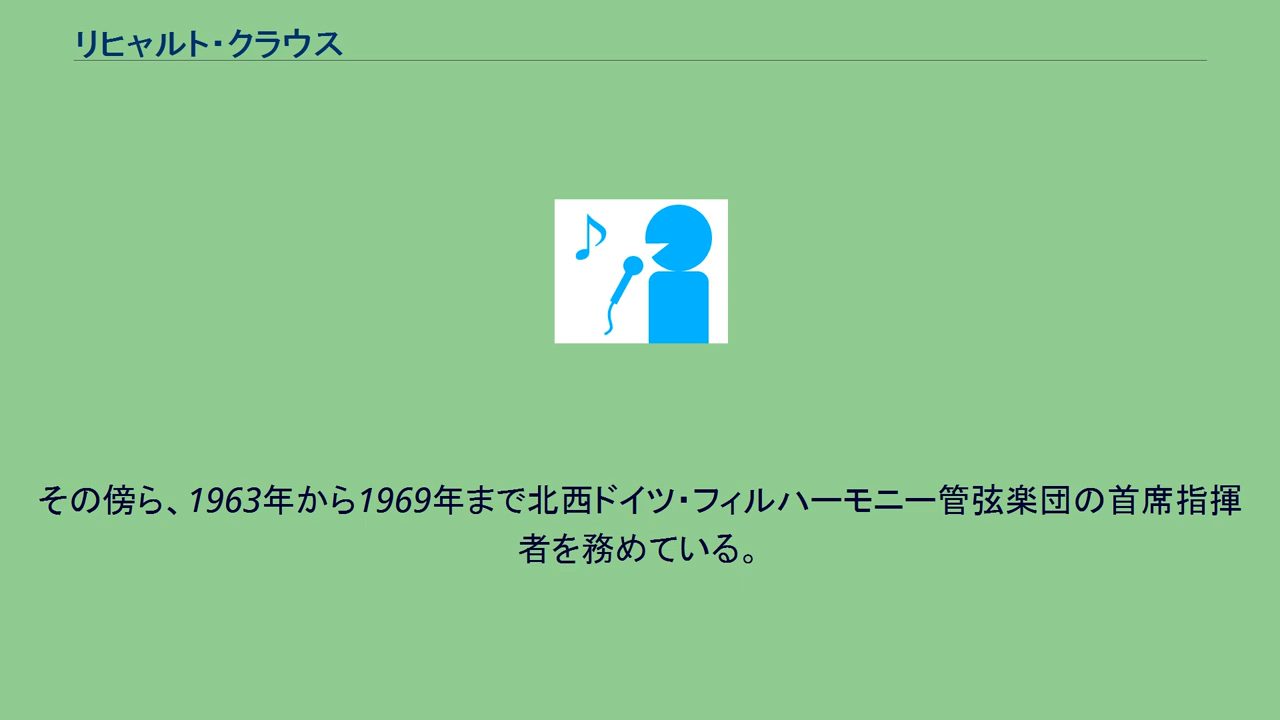 リヒャルト・クラウス
その傍ら、1963年から1969年まで北西ドイツ・フィルハーモニー管弦楽団の首席指揮
者を務めている。